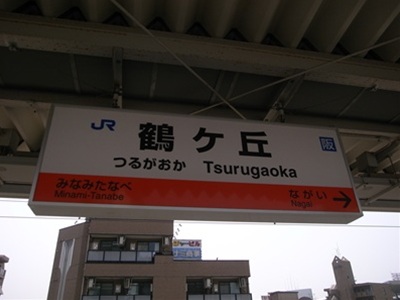 JR 鶴ケ丘 阪
つるがおか Tsurugaoka
みなみたなべ ながい
Minami-Tanabe Nagai